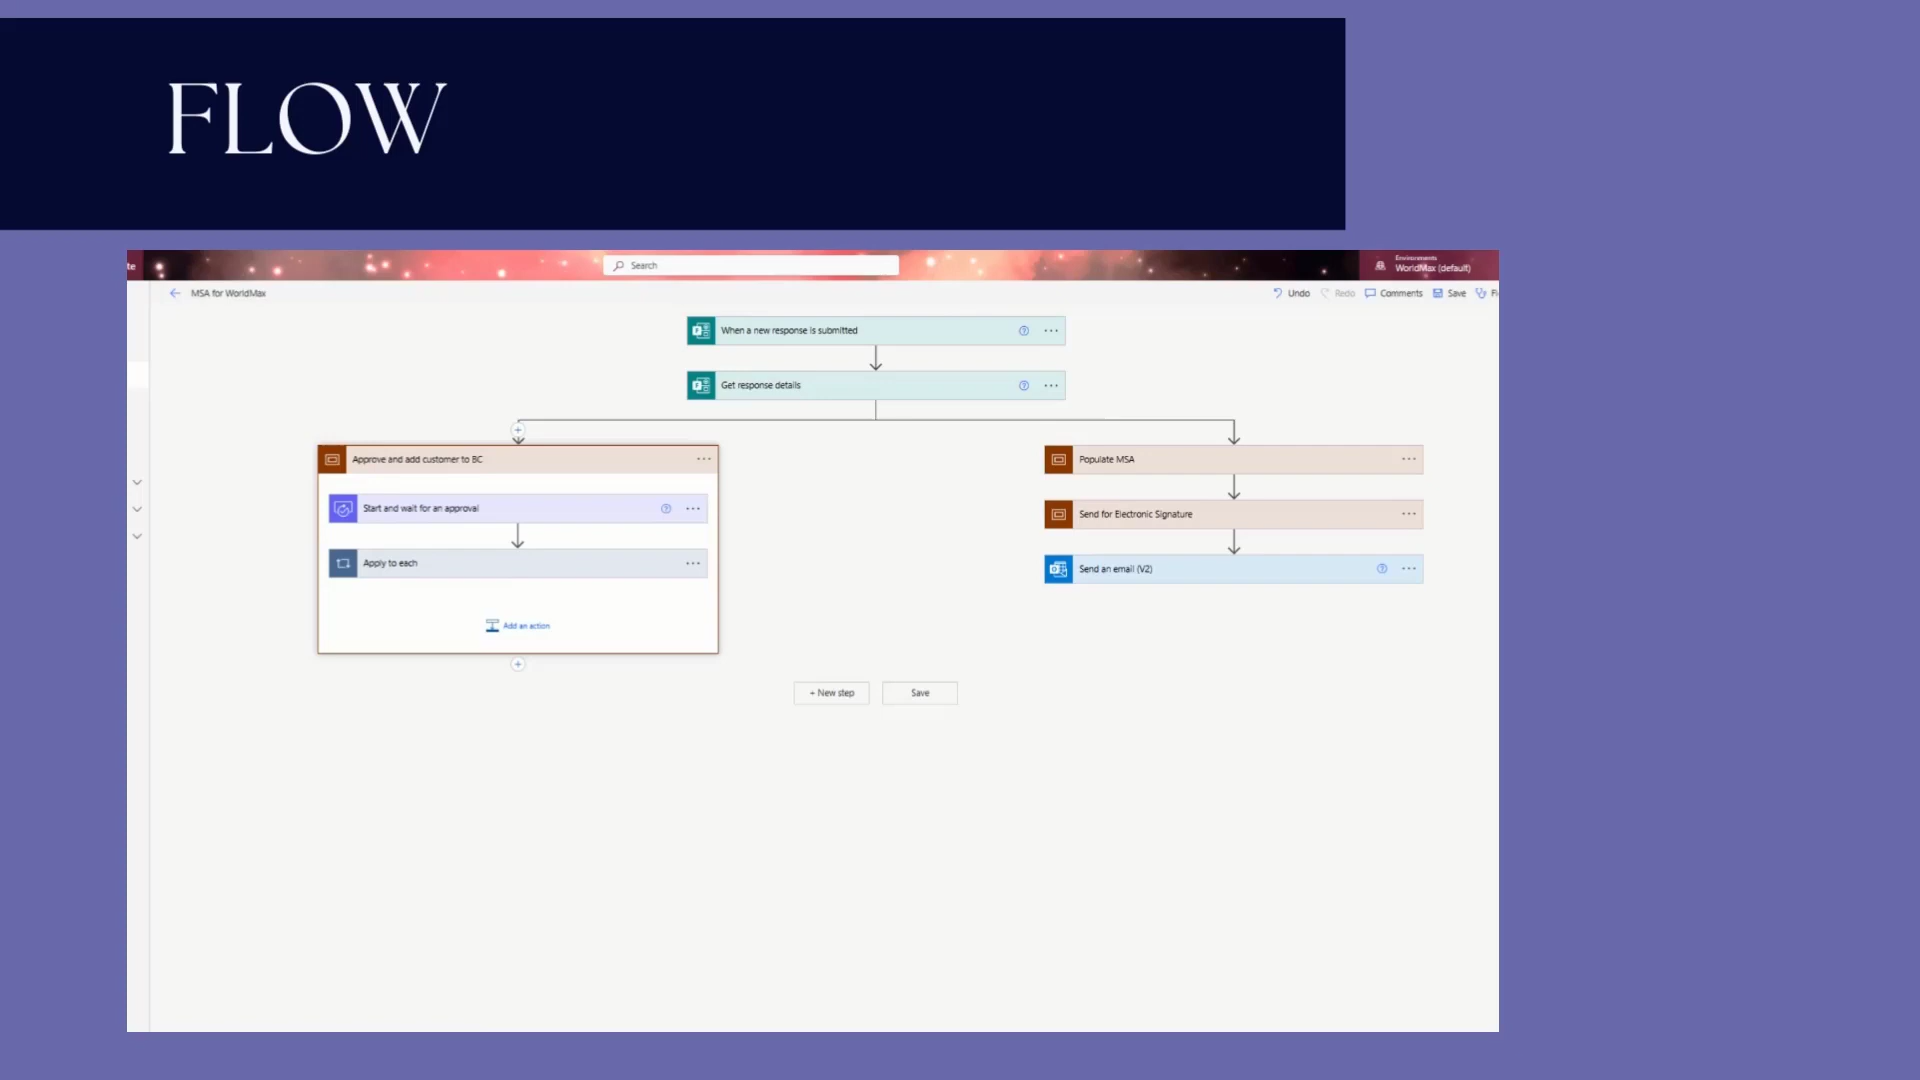 FLOW
te
Search
Environments
WorldMax (default)
MSA for WorldMax
Undo
Redo
Comments
Save
When a new response is submitted
Get response details
Approve and add customer to BC
Start and wait for an approval
Apply to each
Add an action
Populate MSA
Send for Electronic Signature
Send an email (V2)
+ New step
Save